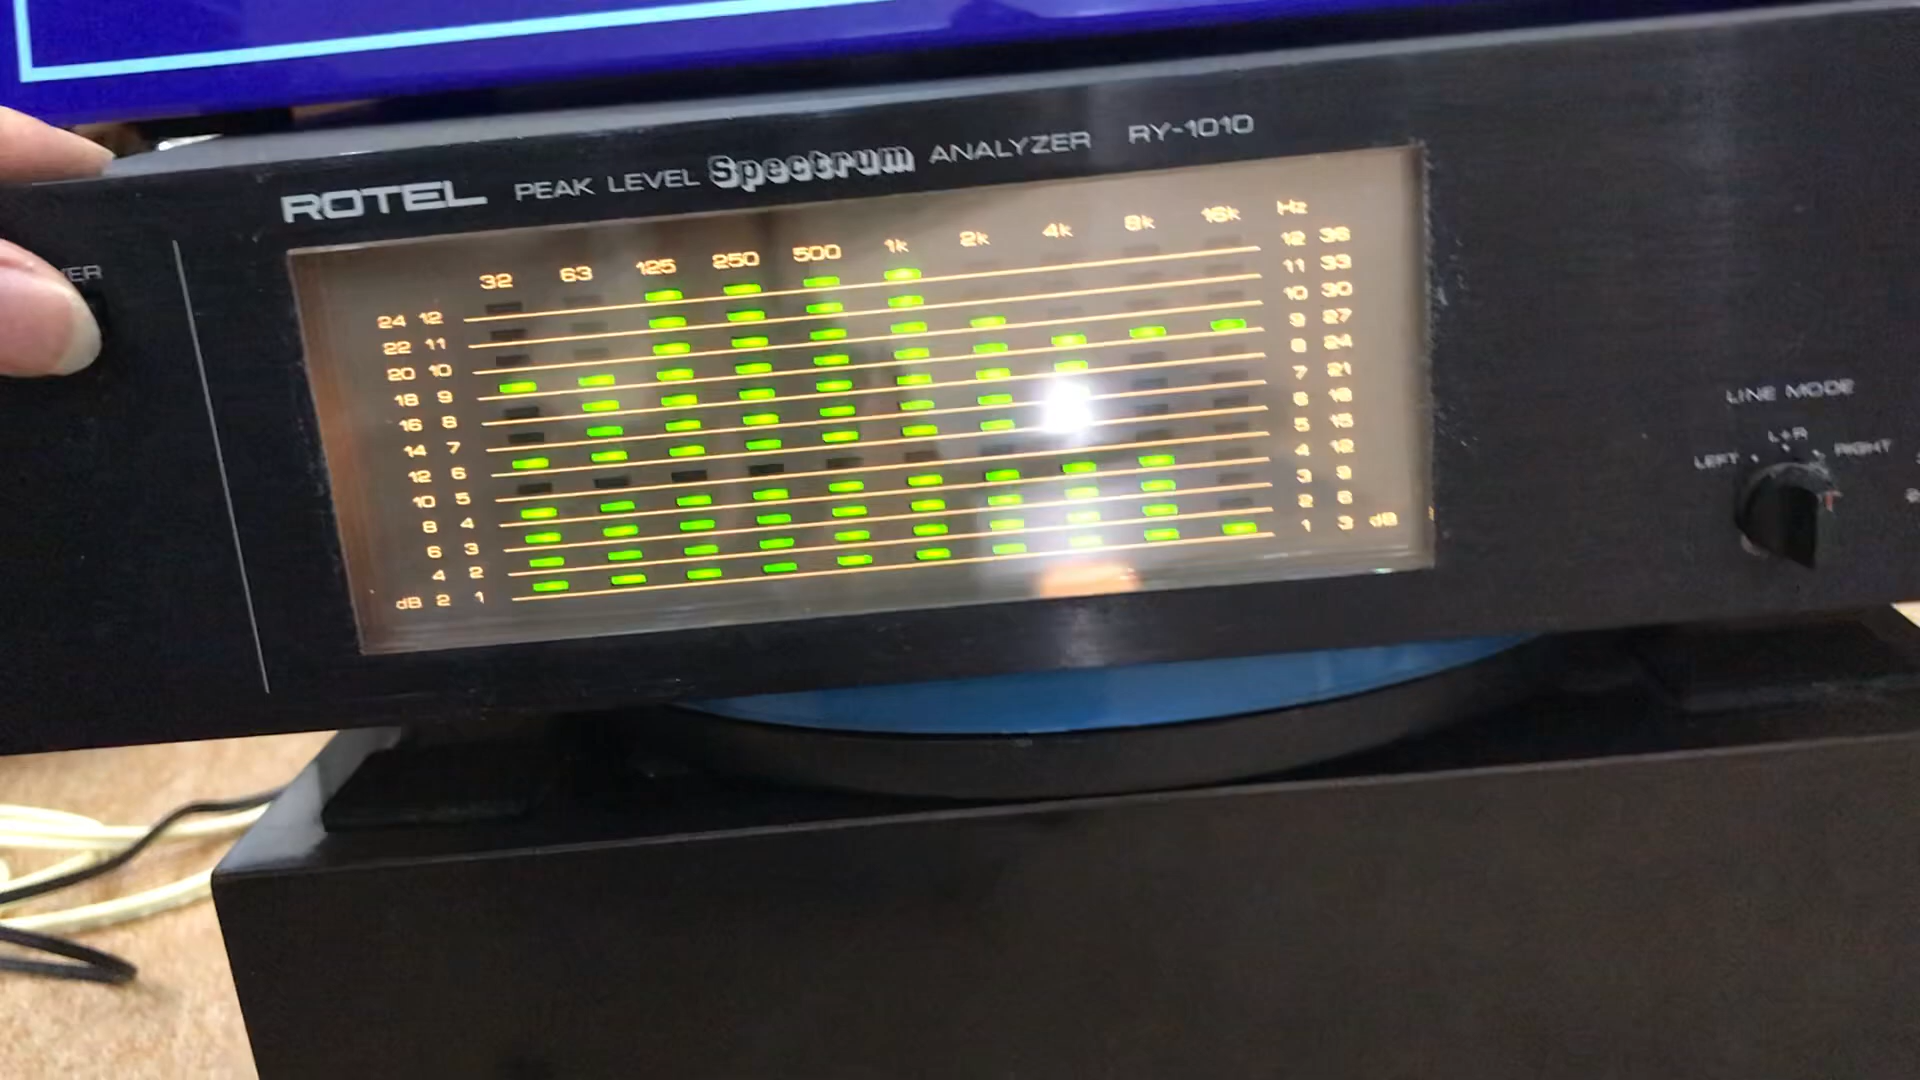 ROTEL PEAK LEVEL Spectrum ANALYZER RY-1010
32 63 125 250 500 1k 2k 4k 8k 16k Hz
24 12 12 36
22 11 11 33
20 10 10 30
18 9 9 27
16 8 8 24
14 7 7 21
12 6 6 18
10 5 5 15
8 4 4 12
6 3 3 9
4 2 2 6
dB 2 1 1 3 dB
LINE MODE
LEFT L+R RIGHT